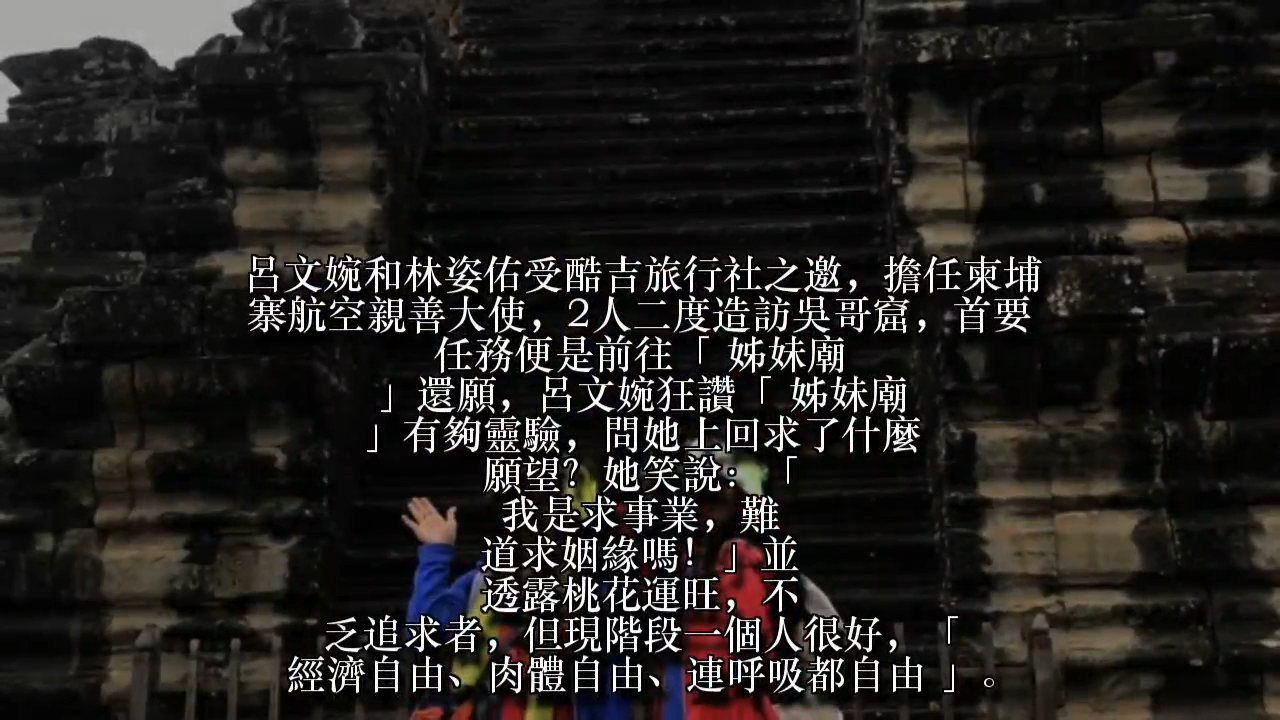 呂文婉和林姿佑受酷吉旅行社之邀，擔任柬埔
寨航空親善大使，2人二度造訪吳哥窟，首要
任務便是前往「 姊妹廟
」還願，呂文婉狂讚「 姊妹廟
」有夠靈驗，問她上回求了什麼
願望？她笑說：「
我是求事業，難
道求姻緣嗎！」並
透露桃花運旺，不
乏追求者，但現階段一個人很好，「
經濟自由、肉體自由、連呼吸都自由 」。